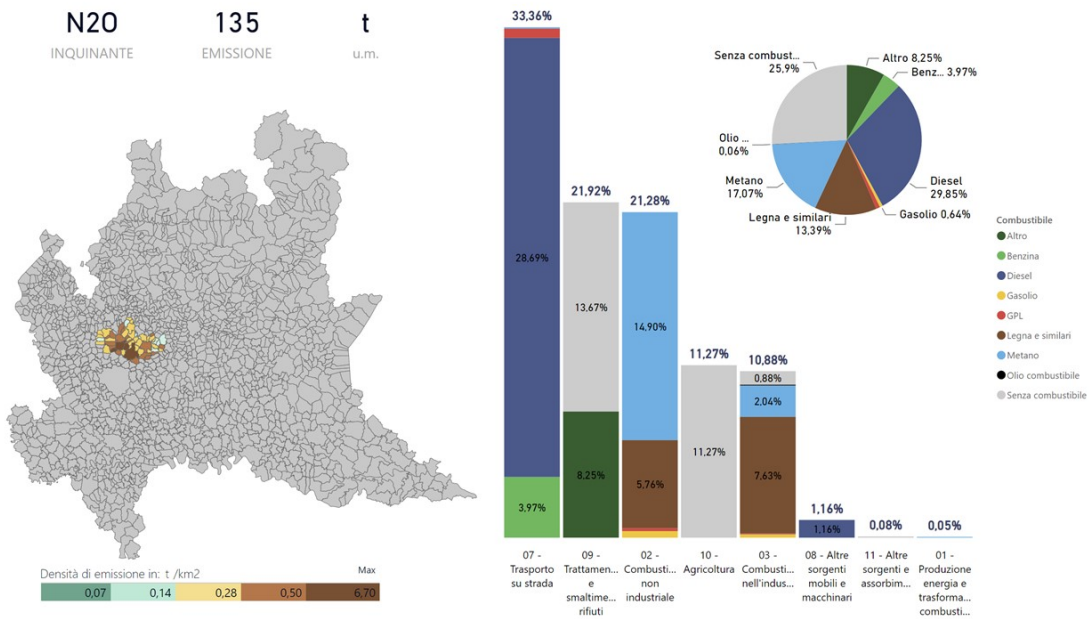 N2O
INQUINANTE
135
EMISSIONE
t
u.m.
Densità di emissione in: t /km2
Max
0,07
0,14
0,28
0,50
6,70
33,36%
28,69%
3,97%
21,92%
13,67%
8,25%
21,28%
14,90%
5,76%
11,27%
11,27%
10,88%
0,88%
2,04%
7,63%
1,16%
1,16%
0,08%
0,05%
07 -
Trasporto
su strada
09 -
Trattamen...
e
smaltime...
rifiuti
02 -
Combusti...
non
industriale
10 -
Agricoltura
03 -
Combusti...
nell'indus...
08 - Altre
sorgenti
mobili e
macchinari
11 - Altre
sorgenti e
assorbim...
01 -
Produzione
energia e
trasforma...
combusti...
Senza combust...
25,9%
Altro 8,25%
Benz... 3,97%
Olio ...
0,06%
Metano
17,07%
Legna e similari
13,39%
Diesel
29,85%
Gasolio 0,64%
Combustibile
Altro
Benzina
Diesel
Gasolio
GPL
Legna e similari
Metano
Olio combustibile
Senza combustibile